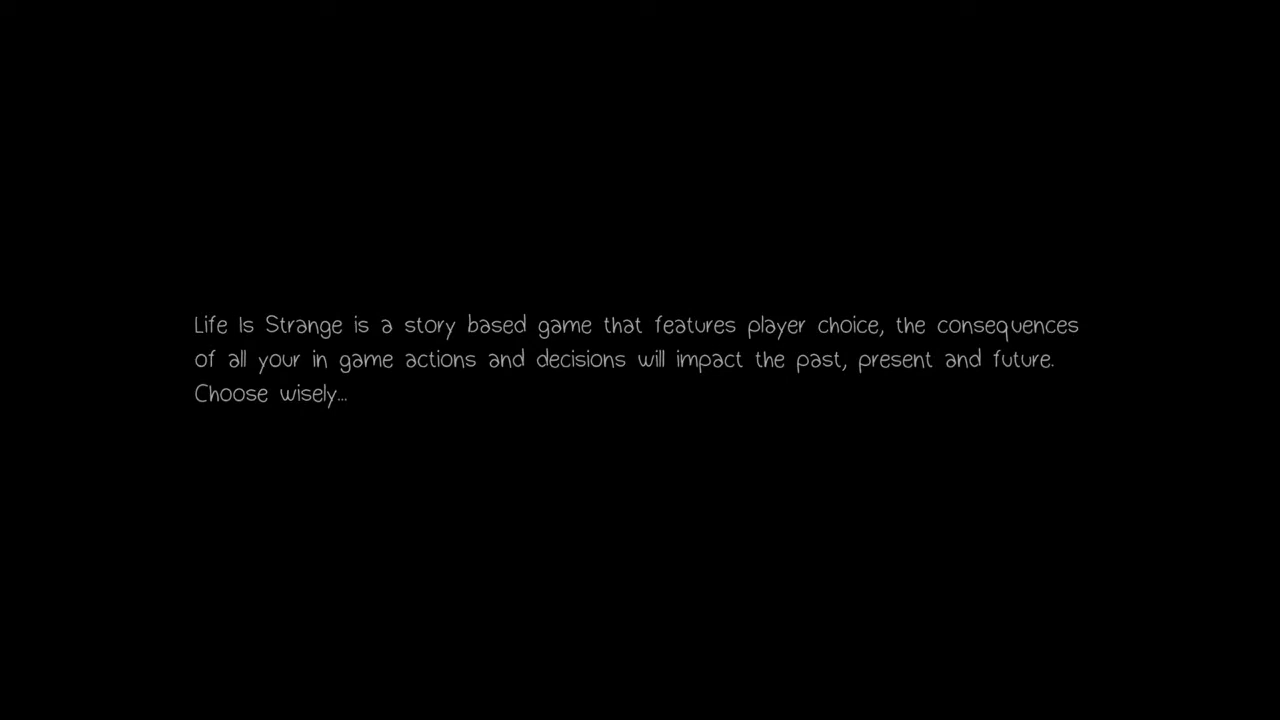 Life Is Strange is a story based game that features player choice, the consequences
of all your in game actions and decisions will impact the past, present and future.
Choose wisely...